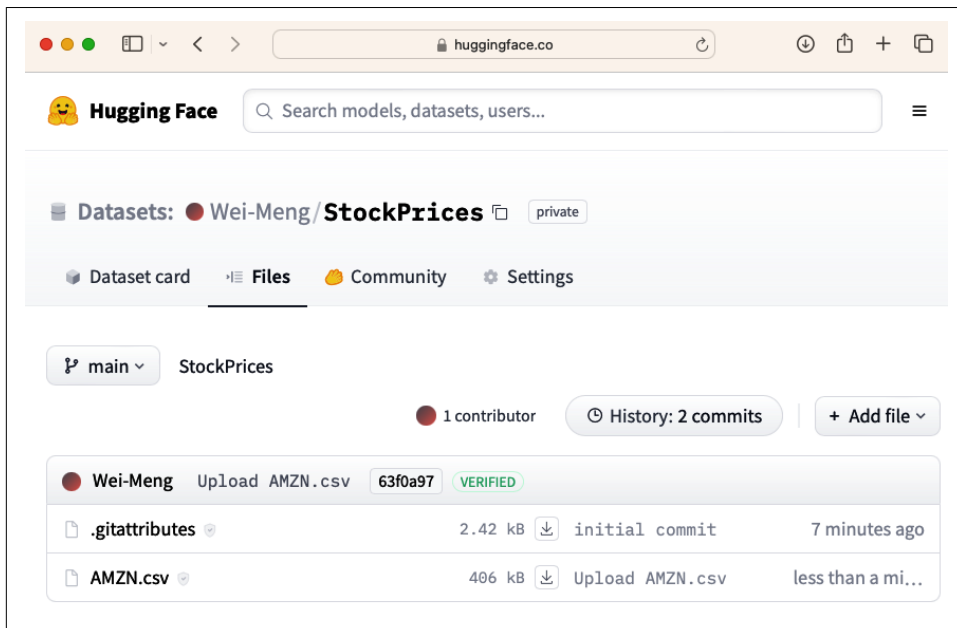 huggingface.co
Hugging Face Search models, datasets, users...
Datasets: Wei-Meng/StockPrices private
Dataset card Files Community Settings
main StockPrices
1 contributor History: 2 commits + Add file
Wei-Meng Upload AMZN.csv 63f0a97 VERIFIED
.gitattributes 2.42 kB initial commit 7 minutes ago
AMZN.csv 406 kB Upload AMZN.csv less than a mi...